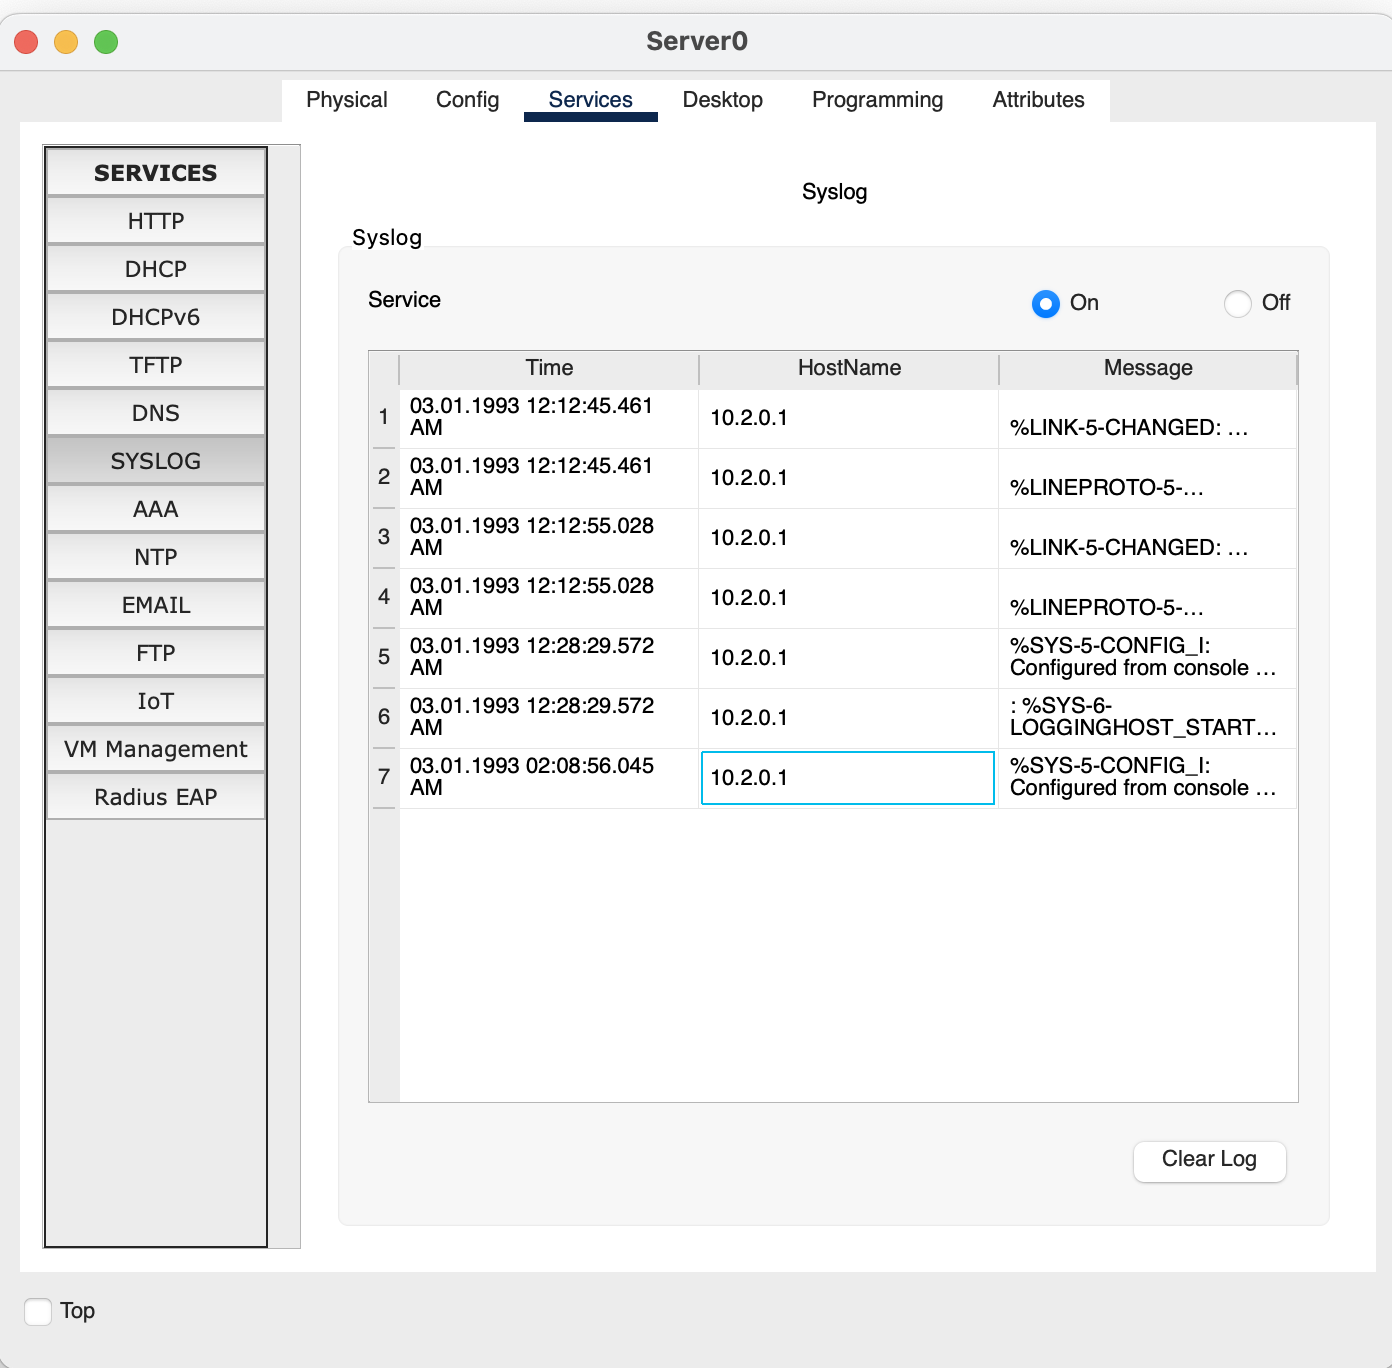 Server0
Physical Config Services Desktop Programming Attributes
SERVICES
HTTP
DHCP
DHCPv6
TFTP
DNS
SYSLOG
AAA
NTP
EMAIL
FTP
IoT
VM Management
Radius EAP
Syslog
Syslog
Service On Off
Time HostName Message
1 03.01.1993 12:12:45.461 AM 10.2.0.1 %LINK-5-CHANGED: ...
2 03.01.1993 12:12:45.461 AM 10.2.0.1 %LINEPROTO-5-...
3 03.01.1993 12:12:55.028 AM 10.2.0.1 %LINK-5-CHANGED: ...
4 03.01.1993 12:12:55.028 AM 10.2.0.1 %LINEPROTO-5-...
5 03.01.1993 12:28:29.572 AM 10.2.0.1 %SYS-5-CONFIG_I: Configured from console ...
6 03.01.1993 12:28:29.572 AM 10.2.0.1 : %SYS-6-LOGGINGHOST_START...
7 03.01.1993 02:08:56.045 AM 10.2.0.1 %SYS-5-CONFIG_I: Configured from console ...
Clear Log
Top